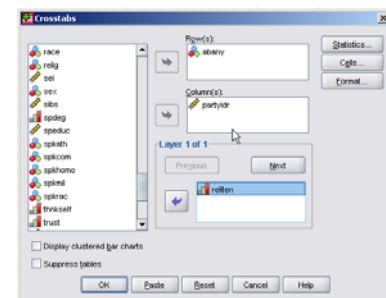 Crosstabs
race
relig
sei
sex
sibs
spdeg
speduc
spkath
spkcom
spkhomo
spkmil
spkrac
thnkself
trust
Row(s):
abany
Column(s):
partyidr
Layer 1 of 1
Previous
Next
reliten
Statistics...
Cells...
Format...
Display clustered bar charts
Suppress tables
OK
Paste
Reset
Cancel
Help